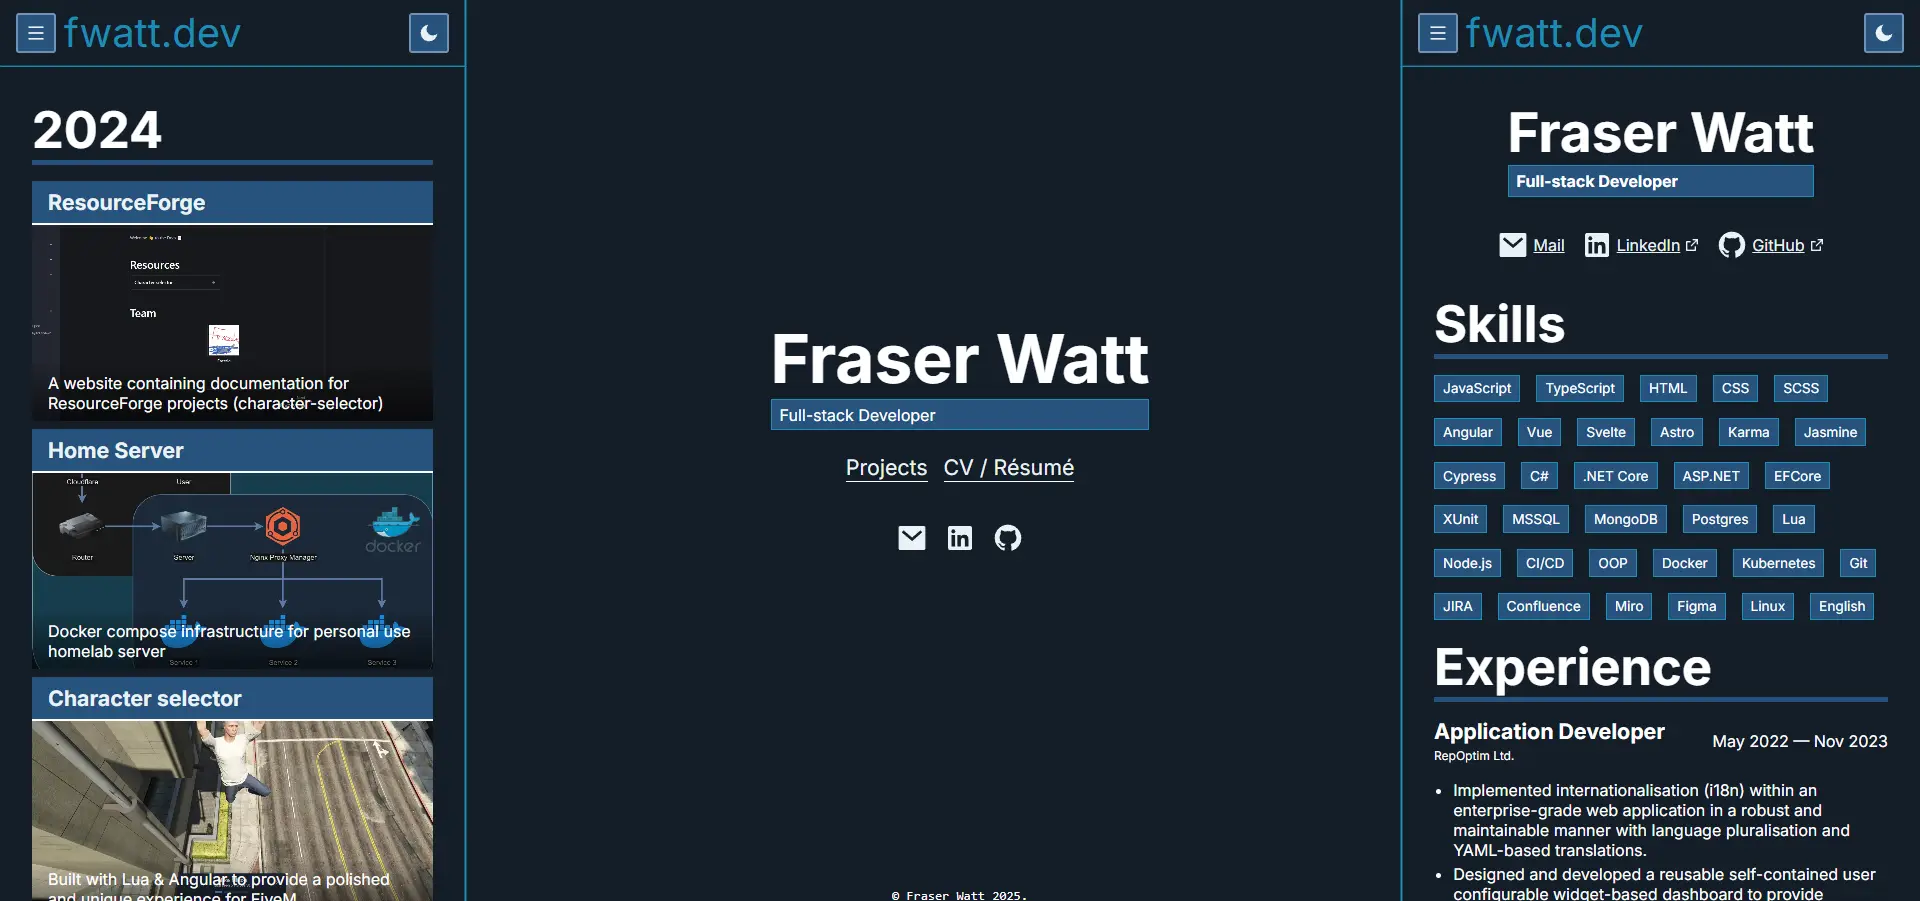 fwatt.dev
2024
ResourceForge
Resources
Character selector
Team
A website containing documentation for
ResourceForge projects (character-selector)
Home Server
Cloudflare
User
Router
Server
Nginx Proxy Manager
docker
Docker compose infrastructure for personal use
homelab server
Service 1
Service 2
Service 3
Character selector
Built with Lua & Angular to provide a polished
and unique experience for FiveM
Fraser Watt
Full-stack Developer
Projects CV / Résumé
© Fraser Watt 2025.
fwatt.dev
Fraser Watt
Full-stack Developer
Mail LinkedIn GitHub
Skills
JavaScript TypeScript HTML CSS SCSS
Angular Vue Svelte Astro Karma Jasmine
Cypress C# .NET Core ASP.NET EFCore
XUnit MSSQL MongoDB Postgres Lua
Node.js CI/CD OOP Docker Kubernetes Git
JIRA Confluence Miro Figma Linux English
Experience
Application Developer
May 2022 — Nov 2023
RepOptim Ltd.
• Implemented internationalisation (i18n) within an
enterprise-grade web application in a robust and
maintainable manner with language pluralisation and
YAML-based translations.
• Designed and developed a reusable self-contained user
configurable widget-based dashboard to provide